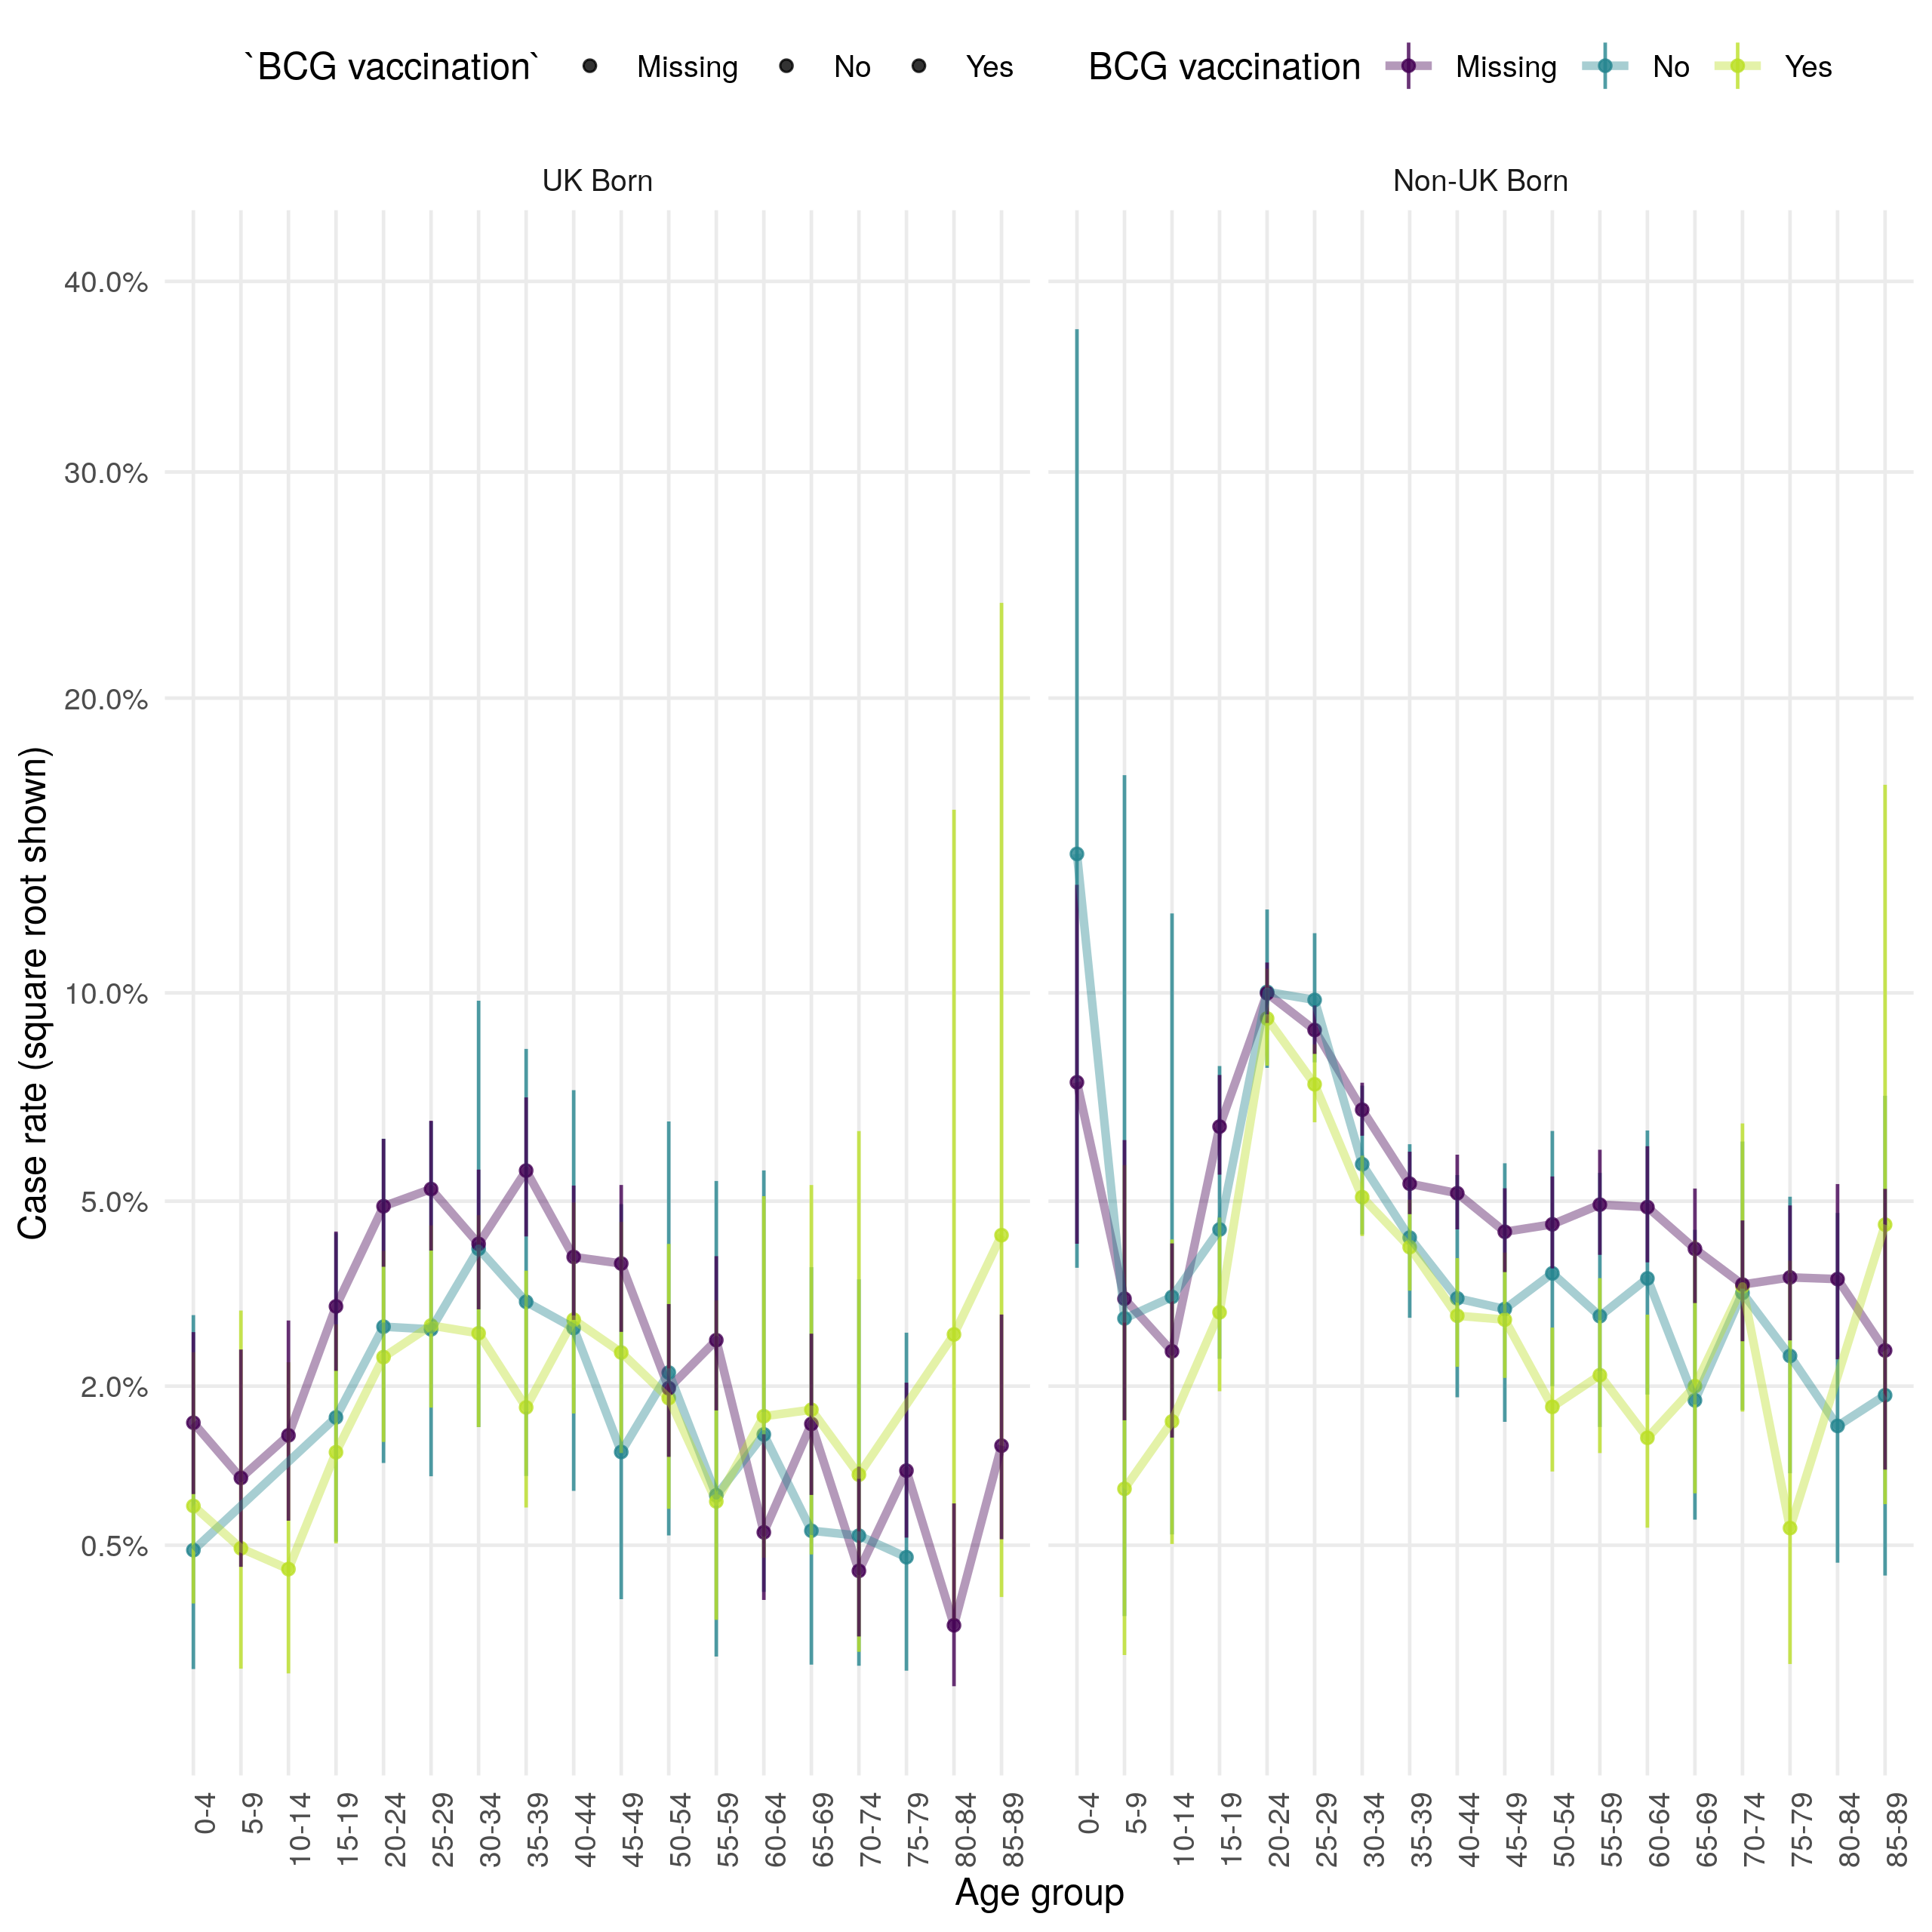 `BCG vaccination` Missing No Yes BCG vaccination Missing No Yes
UK Born Non-UK Born
Case rate (square root shown)
40.0%
30.0%
20.0%
10.0%
5.0%
2.0%
0.5%
0-4 5-9 10-14 15-19 20-24 25-29 30-34 35-39 40-44 45-49 50-54 55-59 60-64 65-69 70-74 75-79 80-84 85-89 0-4 5-9 10-14 15-19 20-24 25-29 30-34 35-39 40-44 45-49 50-54 55-59 60-64 65-69 70-74 75-79 80-84 85-89
Age group